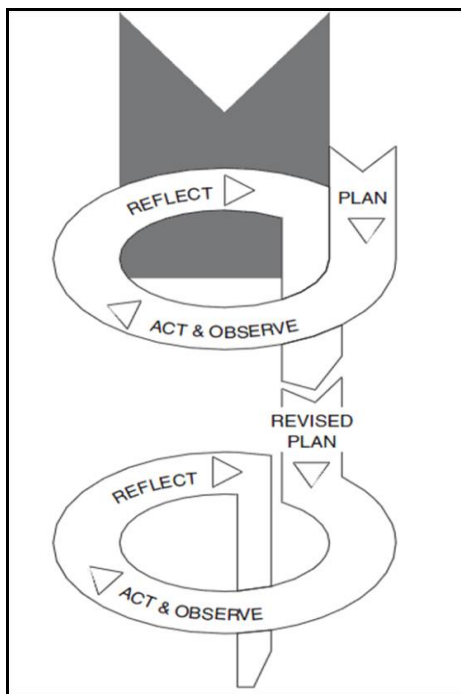 REFLECT
PLAN
ACT & OBSERVE
REVISED
PLAN
REFLECT
ACT & OBSERVE